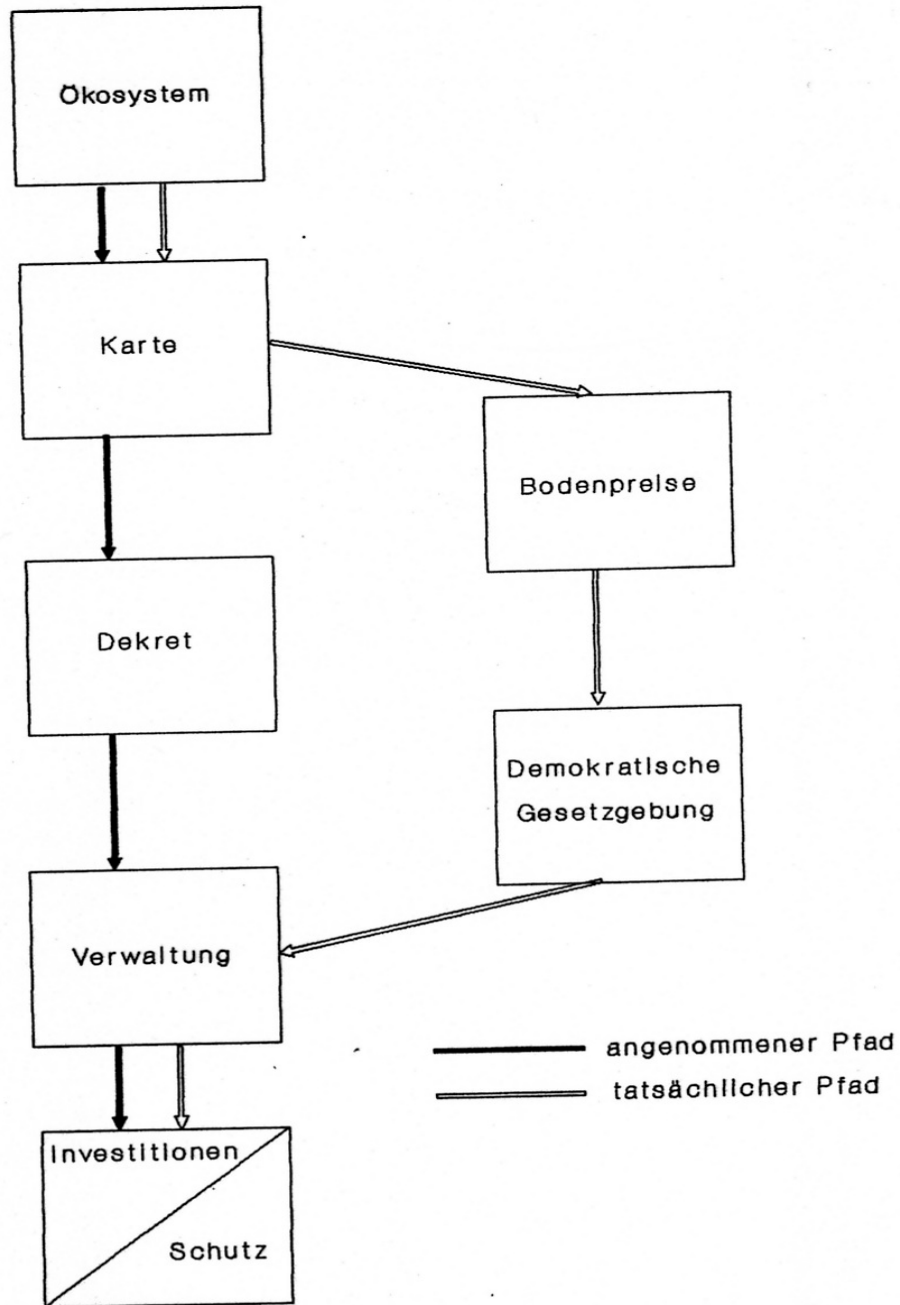 Ökosystem
Karte
Bodenpreise
Dekret
Demokratische
Gesetzgebung
Verwaltung
angenommener Pfad
tatsächlicher Pfad
Investitionen
Schutz